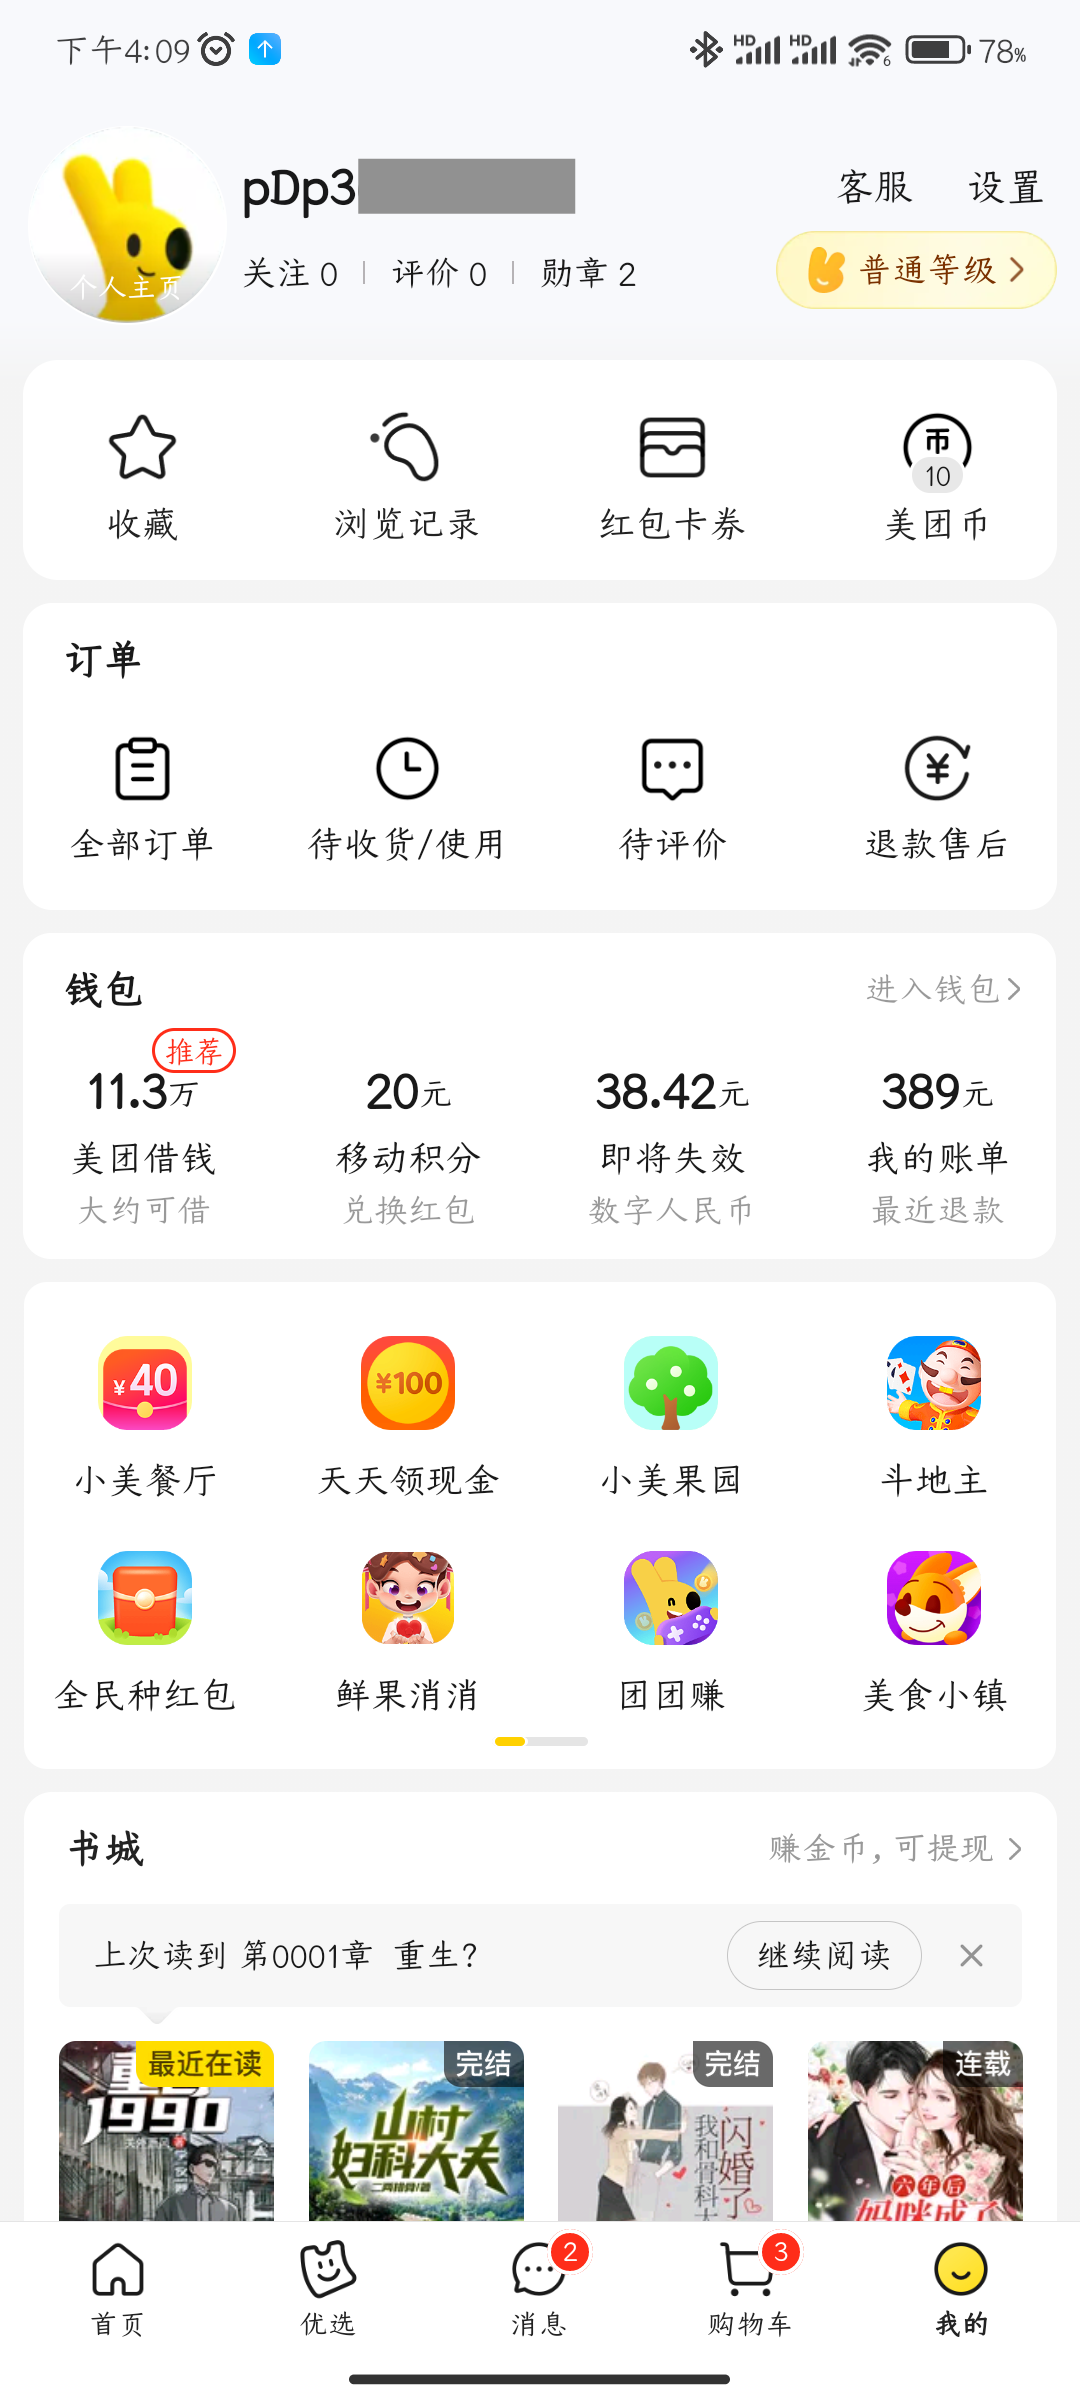 下午4:09
HD HD 6 78%
pDp3
客服 设置
个人主页
关注 0 评价 0 勋章 2
普通等级
币
10
收藏 浏览记录 红包卡券 美团币
订单
¥
全部订单 待收货/使用 待评价 退款售后
钱包 进入钱包
推荐
11.3万 20元 38.42元 389元
美团借钱 移动积分 即将失效 我的账单
大约可借 兑换红包 数字人民币 最近退款
¥40 ¥100
小美餐厅 天天领现金 小美果园 斗地主
全民种红包 鲜果消消 团团赚 美食小镇
书城 赚金币，可提现
上次读到 第0001章 重生？ 继续阅读
最近在读 完结 完结 连载
1990
山村
妇科大夫
闪婚了
我和骨科
六年后
2 3
首页 优选 消息 购物车 我的